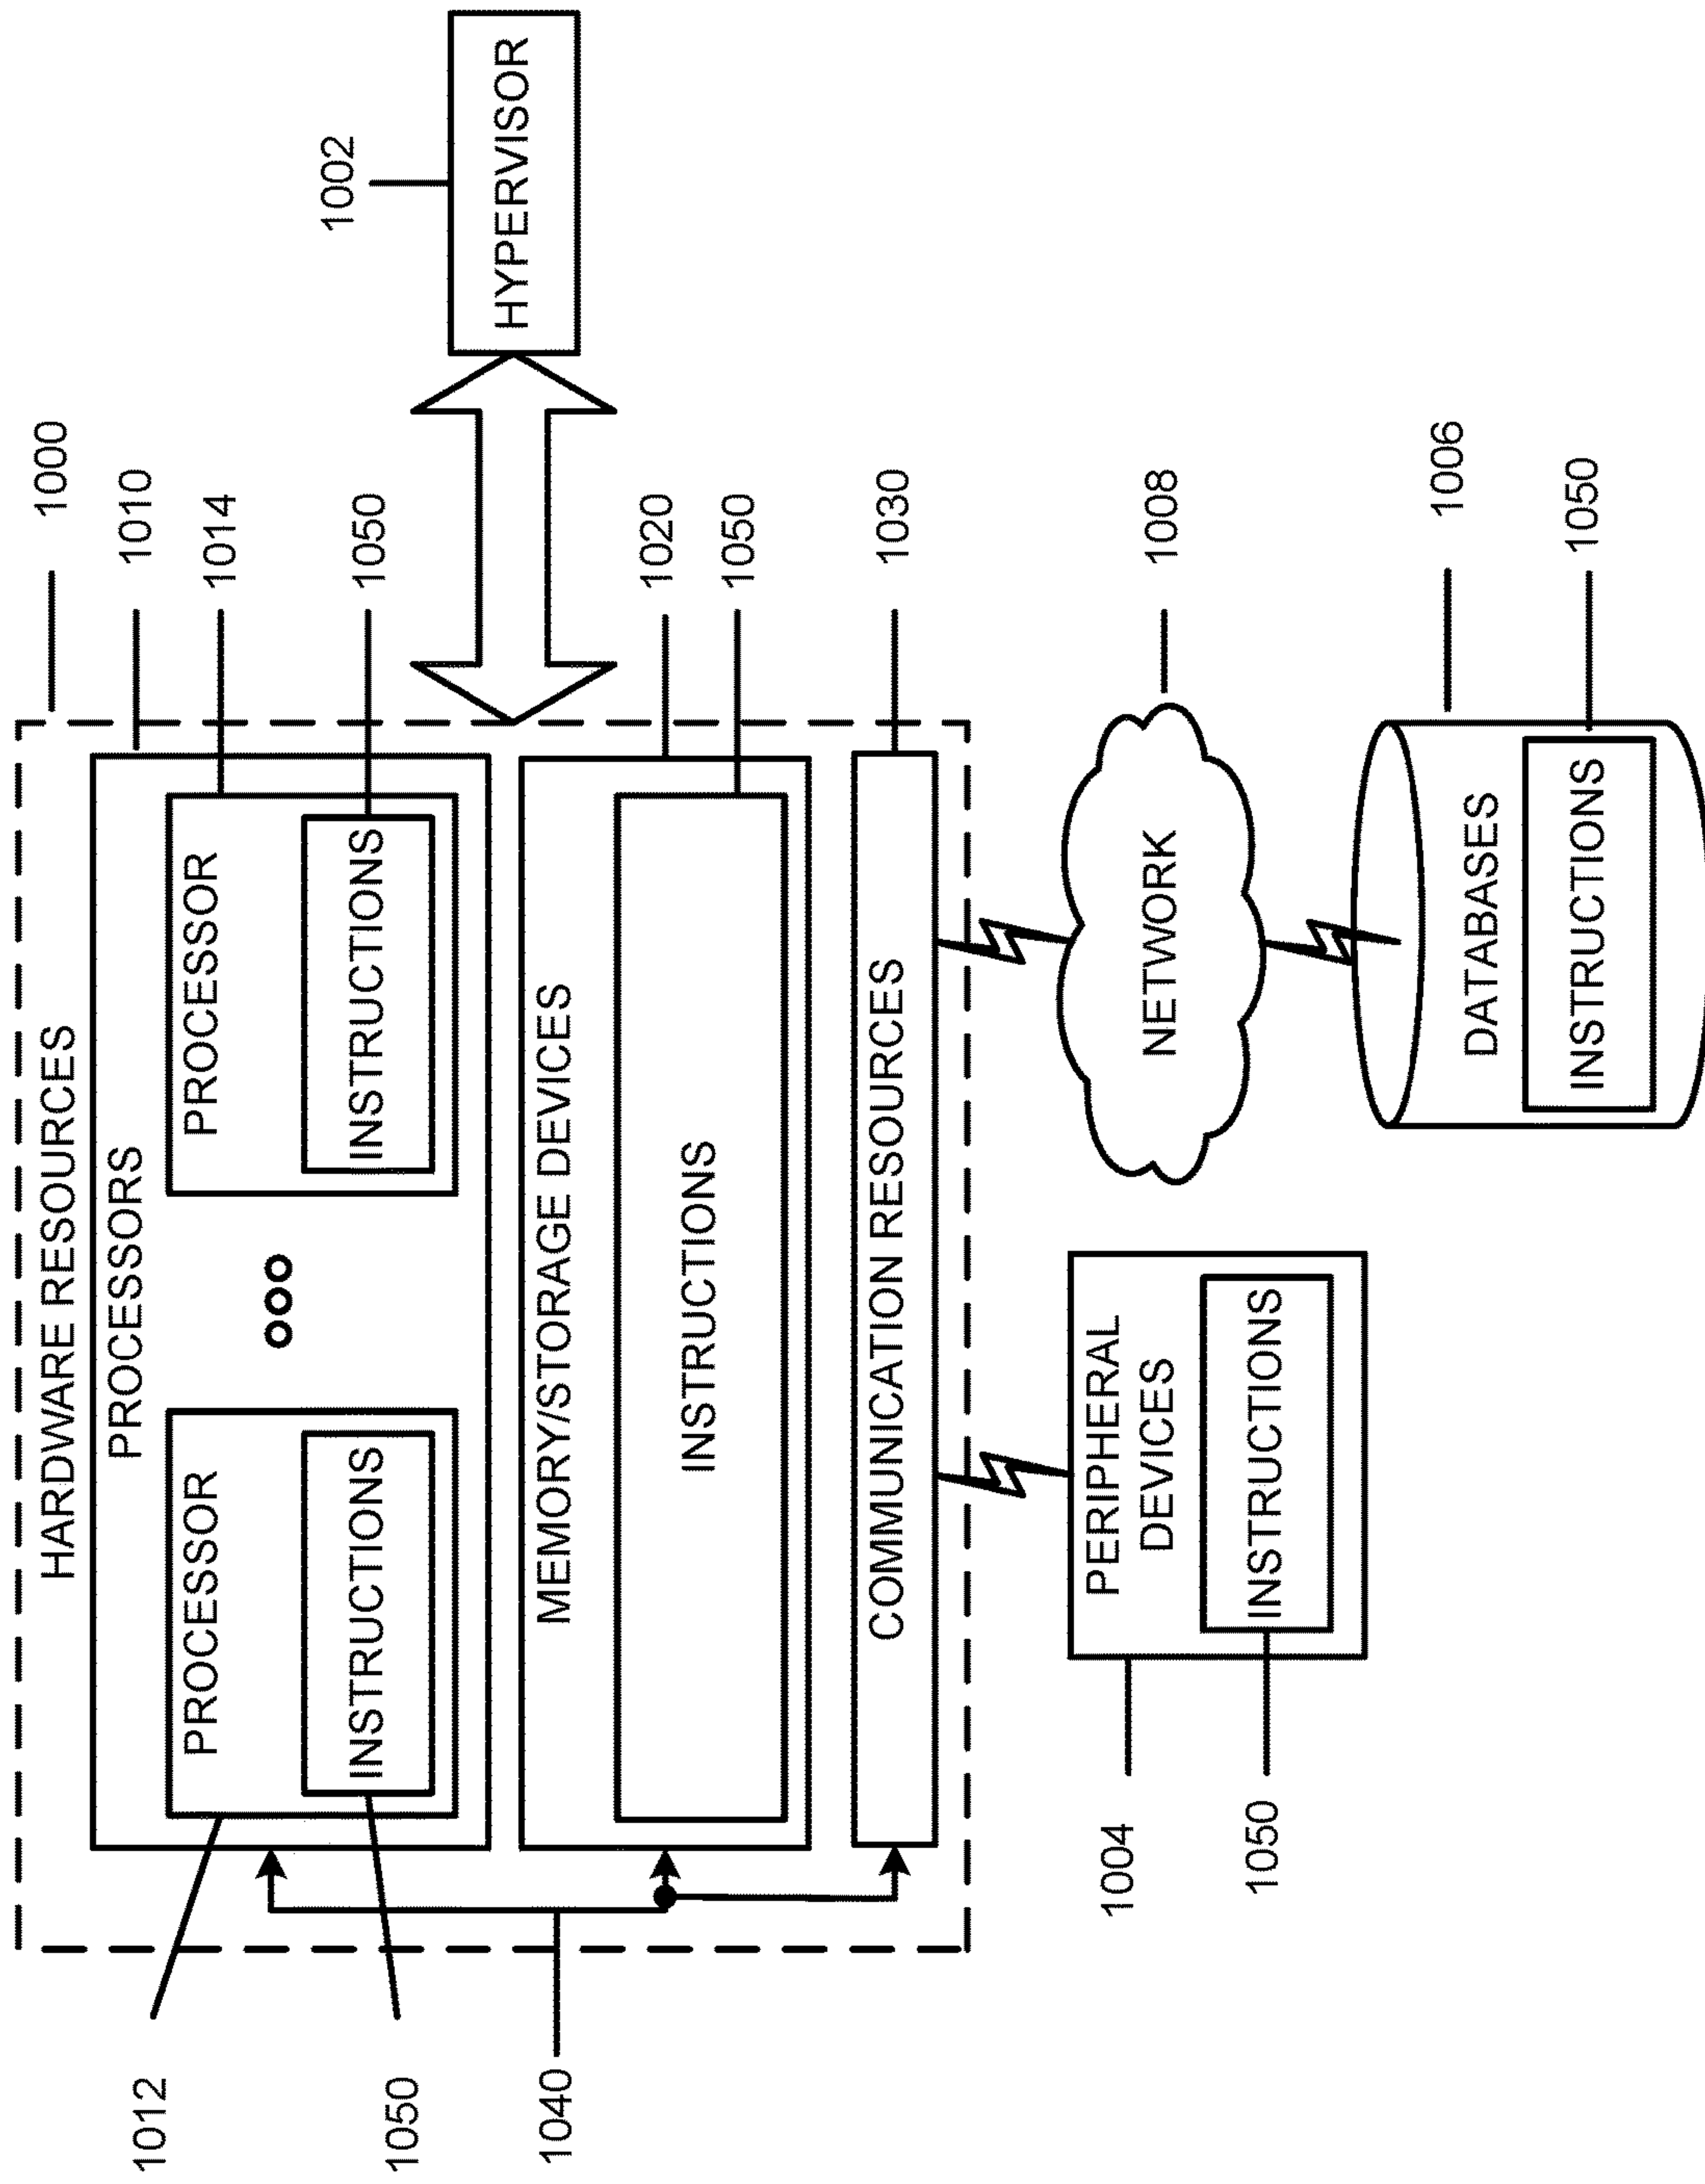 HARDWARE RESOURCES
1000
PROCESSORS
1010
1012
PROCESSOR
PROCESSOR
1014
1050
INSTRUCTIONS
INSTRUCTIONS
1050
1002
HYPERVISOR
1040
MEMORY/STORAGE DEVICES
1020
INSTRUCTIONS
1050
COMMUNICATION RESOURCES
1030
1004
PERIPHERAL
DEVICES
1050
INSTRUCTIONS
NETWORK
1008
DATABASES
1006
INSTRUCTIONS
1050